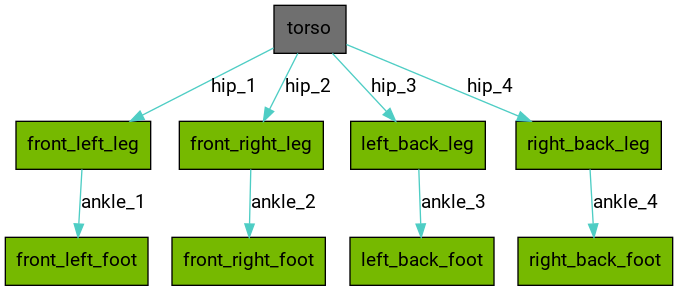 torso
hip_1
hip_2
hip_3
hip_4
front_left_leg
front_right_leg
left_back_leg
right_back_leg
ankle_1
ankle_2
ankle_3
ankle_4
front_left_foot
front_right_foot
left_back_foot
right_back_foot